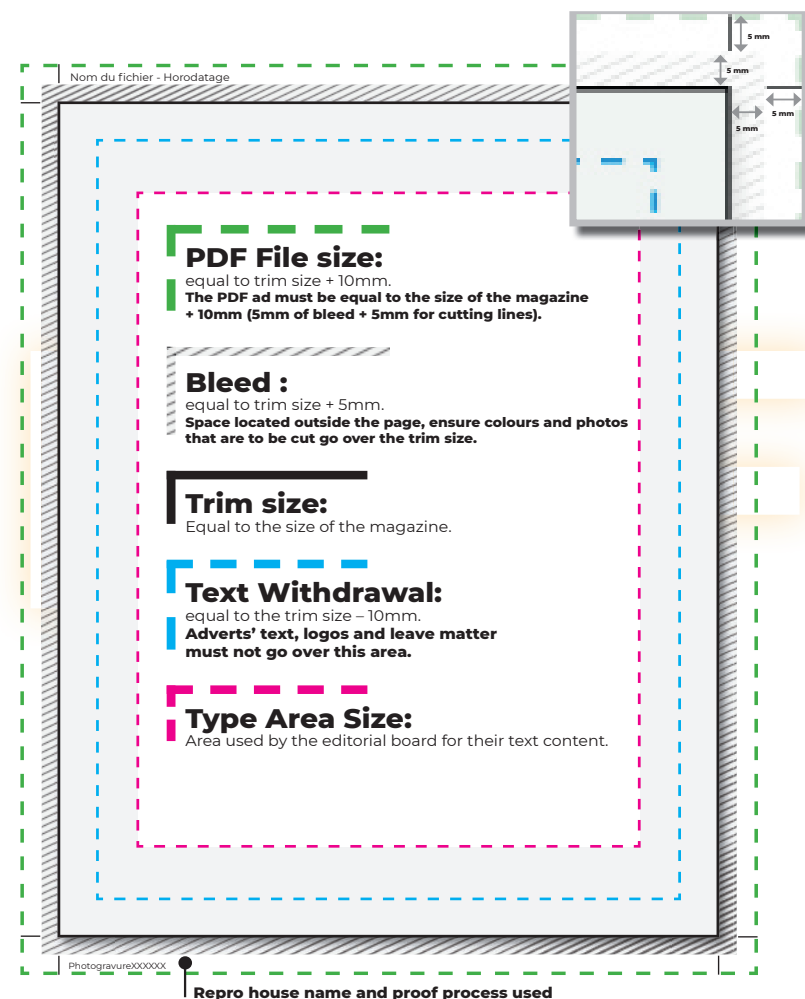 Nom du fichier - Horodatage
5 mm
5 mm
5 mm
5 mm
PDF File size:
equal to trim size + 10mm.
The PDF ad must be equal to the size of the magazine
+ 10mm (5mm of bleed + 5mm for cutting lines).
Bleed :
equal to trim size + 5mm.
Space located outside the page, ensure colours and photos
that are to be cut go over the trim size.
Trim size:
Equal to the size of the magazine.
Text Withdrawal:
equal to the trim size – 10mm.
Adverts’ text, logos and leave matter
must not go over this area.
Type Area Size:
Area used by the editorial board for their text content.
PhotogravureXXXXXX
Repro house name and proof process used